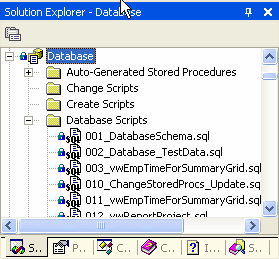 Solution Explorer - Database
Database
Auto-Generated Stored Procedures
Change Scripts
Create Scripts
Database Scripts
001_DatabaseSchema.sql
002_Database_TestData.sql
003_vwEmpTimeForSummaryGrid.sql
010_ChangeStoredProcs_Update.sql
011_vwEmpTimeForSummaryGrid.sql
012_vwReportProject.sql
S... P... C... C... I... S...